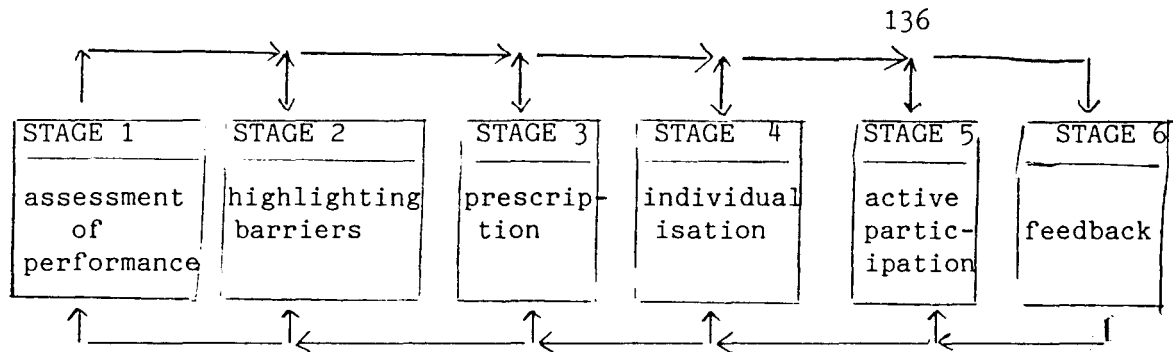 136
STAGE 1
assessment
of
performance
STAGE 2
highlighting
barriers
STAGE 3
prescrip-
tion
STAGE 4
individual
isation
STAGE 5
active
partic-
ipation
STAGE 6
feedback